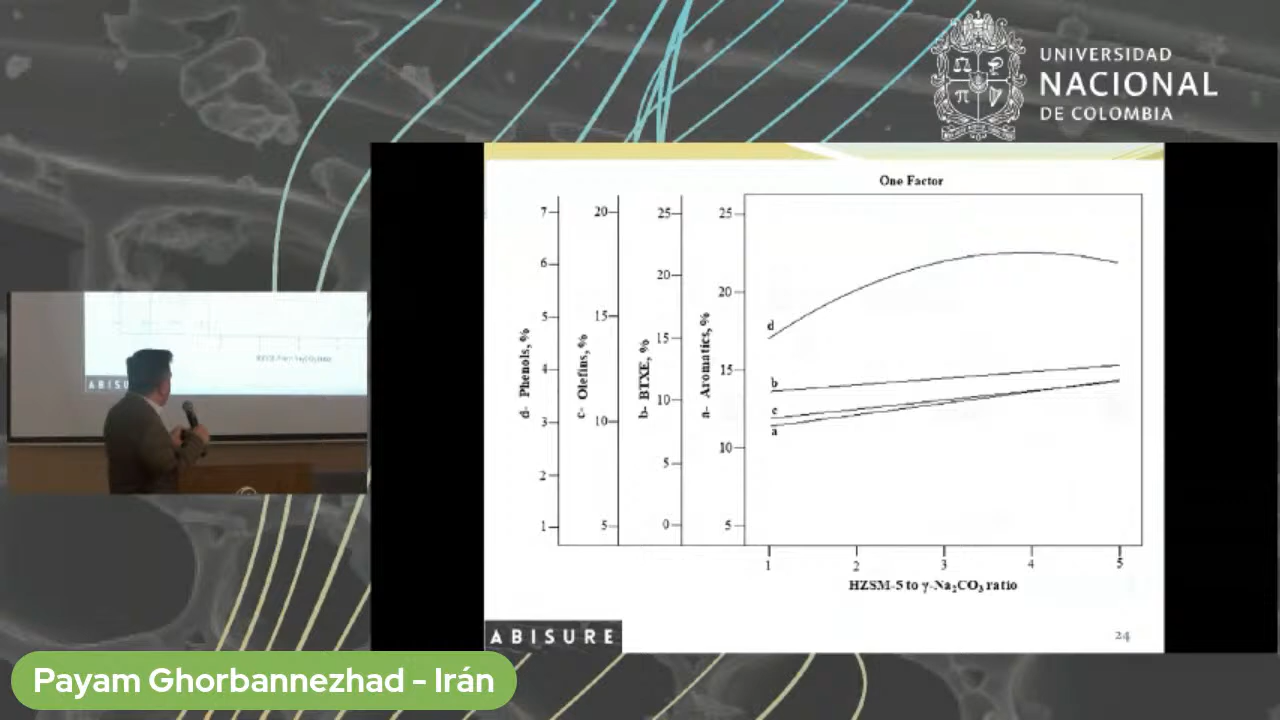 UNIVERSIDAD
NACIONAL
DE COLOMBIA
One Factor
d- Phenols, %
7
6
5
4
3
2
1
c- Olefins, %
20
15
10
5
b- BTXE, %
25
20
15
10
5
0
a- Aromatics, %
25
20
15
10
5
d
b
c
a
1 2 3 4 5
HZSM-5 to γ-Na₂CO₃ ratio
ABISURE
24
ABISU
Payam Ghorbannezhad - Irán